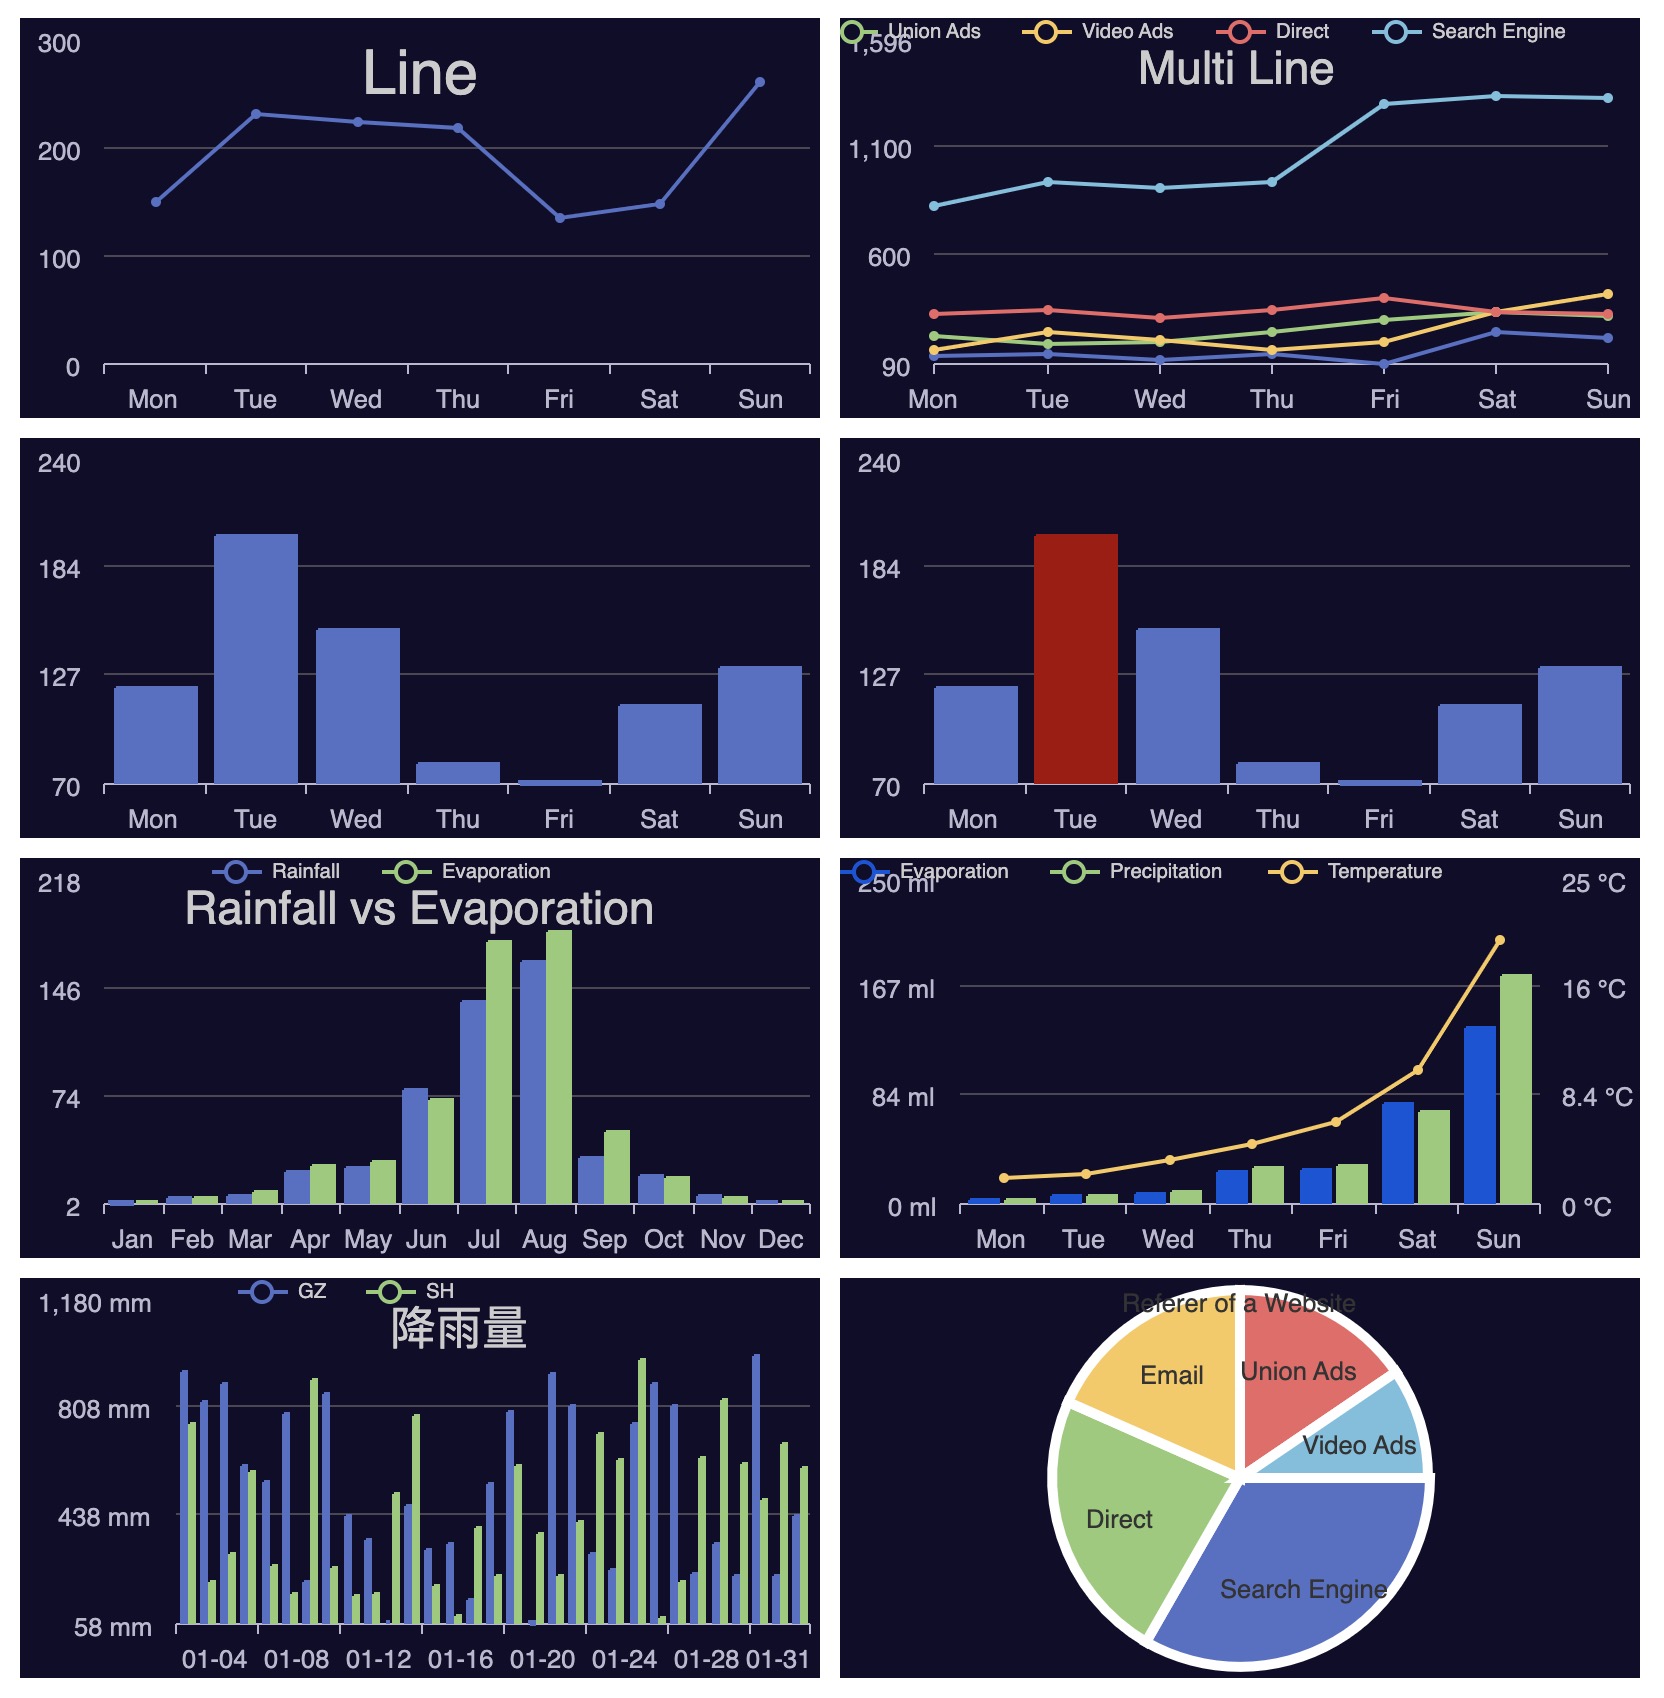 300
Line
200
100
0
Mon Tue Wed Thu Fri Sat Sun
Union Ads Video Ads Direct Search Engine
1,596
Multi Line
1,100
600
90
Mon Tue Wed Thu Fri Sat Sun
240
184
127
70
Mon Tue Wed Thu Fri Sat Sun
240
184
127
70
Mon Tue Wed Thu Fri Sat Sun
Rainfall Evaporation
218
Rainfall vs Evaporation
146
74
2
Jan Feb Mar Apr May Jun Jul Aug Sep Oct Nov Dec
Evaporation Precipitation Temperature
250 ml 25 °C
167 ml 16 °C
84 ml 8.4 °C
0 ml 0 °C
Mon Tue Wed Thu Fri Sat Sun
GZ SH
1,180 mm
降雨量
808 mm
438 mm
58 mm
01-04 01-08 01-12 01-16 01-20 01-24 01-28 01-31
Referer of a Website
Email Union Ads
Video Ads
Direct
Search Engine